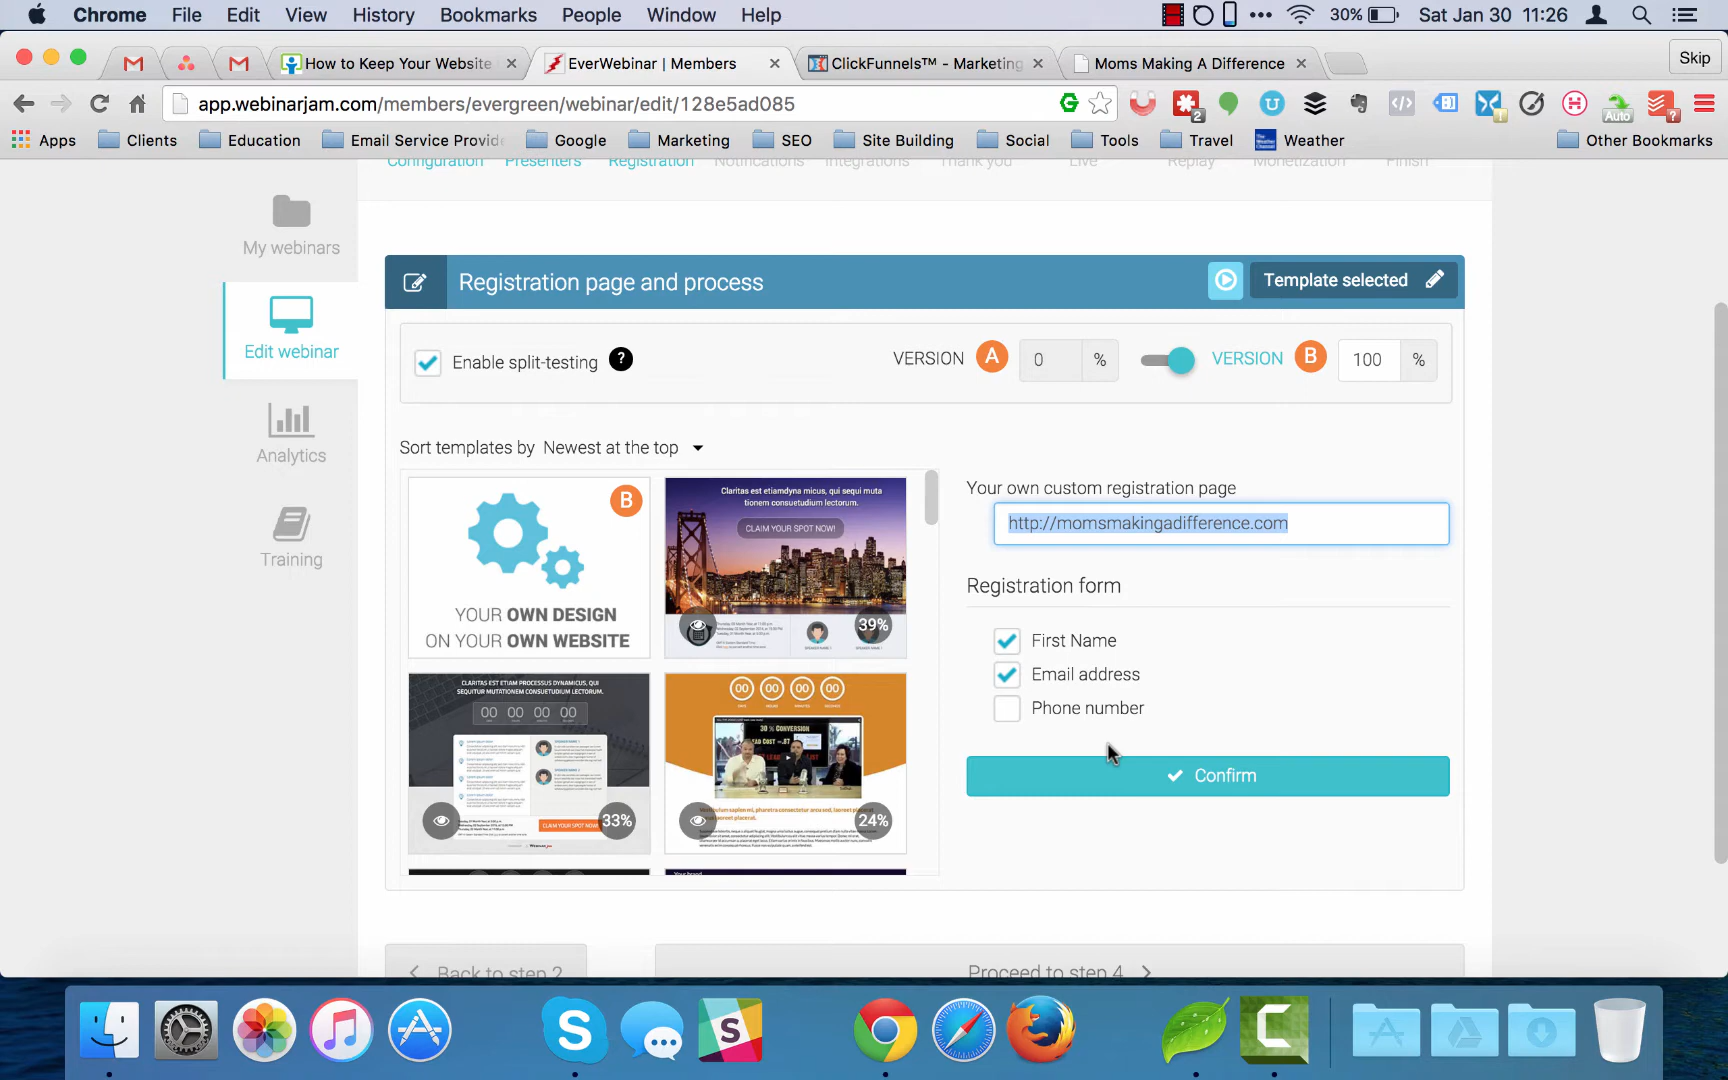 Chrome File Edit View History Bookmarks People Window Help 30% Sat Jan 30 11:26
How to Keep Your Website EverWebinar | Members ClickFunnels™ - Marketing Moms Making A Difference Skip
app.webinarjam.com/members/evergreen/webinar/edit/128e5ad085
Apps Clients Education Email Service Provide Google Marketing SEO Site Building Social Tools Travel Weather Other Bookmarks
Configuration Presenters Registration Notifications Integrations Thank you Live Replay Monetization Finish
My webinars
Edit webinar
Analytics
Training
Registration page and process Template selected
Enable split-testing ? VERSION A 0 % VERSION B 100 %
Sort templates by Newest at the top
B
YOUR OWN DESIGN
ON YOUR OWN WEBSITE
Claritas est etiamdyna micus, qui sequi muta
tionem consuetudium lectorum.
CLAIM YOUR SPOT NOW!
39%
CLARITAS EST ETIAM PROCESSUS DYNAMICUS, QUI
SEQUITUR MUTATIONEM CONSUETUDIUM LECTORUM.
00 00 00 00
CLAIM YOUR SPOT NOW!
33%
00 00 00 00
30 % CONVERSION
24%
Your brand
Your own custom registration page
http://momsmakingadifference.com
Registration form
First Name
Email address
Phone number
Confirm
Back to step 2
Proceed to step 4